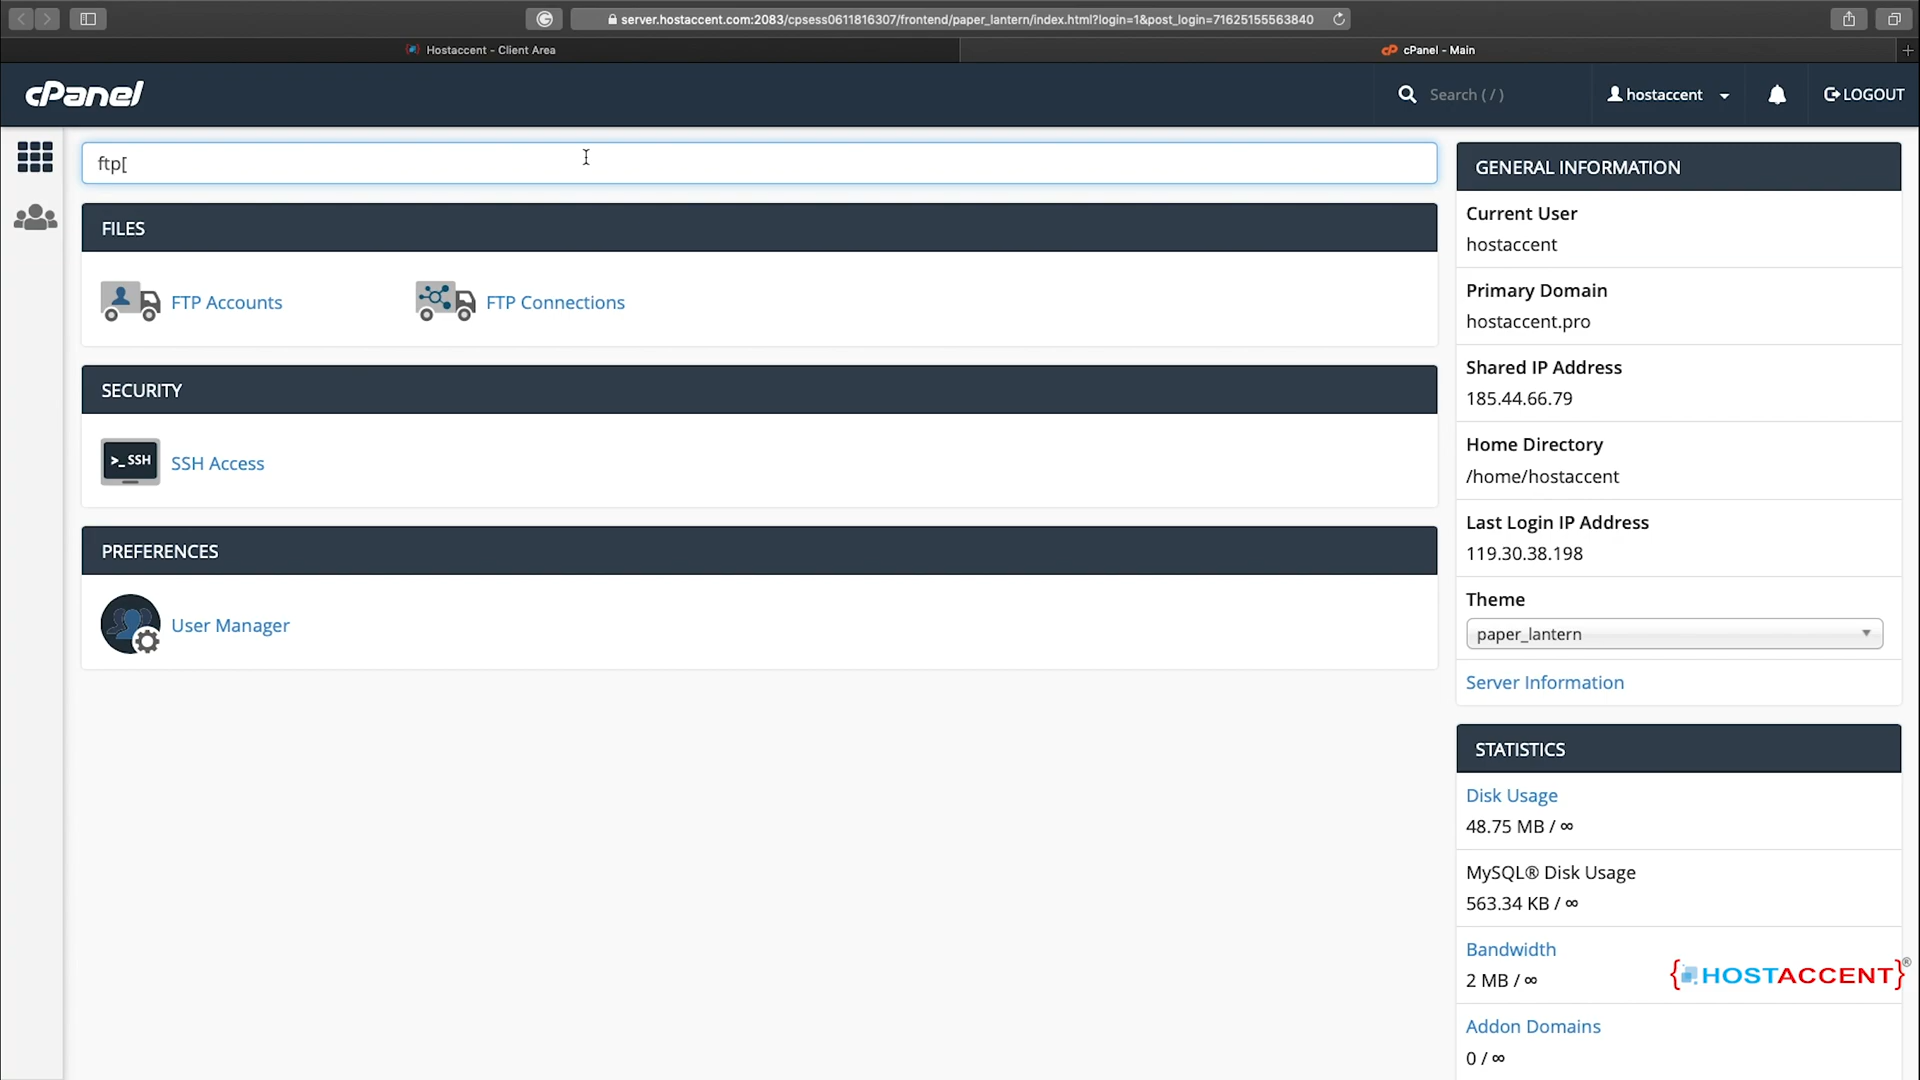 server.hostaccent.com:2083/cpsess0611816307/frontend/paper_lantern/index.html?login=1&post_login=71625155563840
Hostaccent - Client Area
cPanel - Main
cPanel
Search ( / )
hostaccent
LOGOUT
ftp[
FILES
FTP Accounts
FTP Connections
SECURITY
>_ SSH
SSH Access
PREFERENCES
User Manager
GENERAL INFORMATION
Current User
hostaccent
Primary Domain
hostaccent.pro
Shared IP Address
185.44.66.79
Home Directory
/home/hostaccent
Last Login IP Address
119.30.38.198
Theme
paper_lantern
Server Information
STATISTICS
Disk Usage
48.75 MB / ∞
MySQL® Disk Usage
563.34 KB / ∞
Bandwidth
2 MB / ∞
{HOSTACCENT}®
Addon Domains
0 / ∞